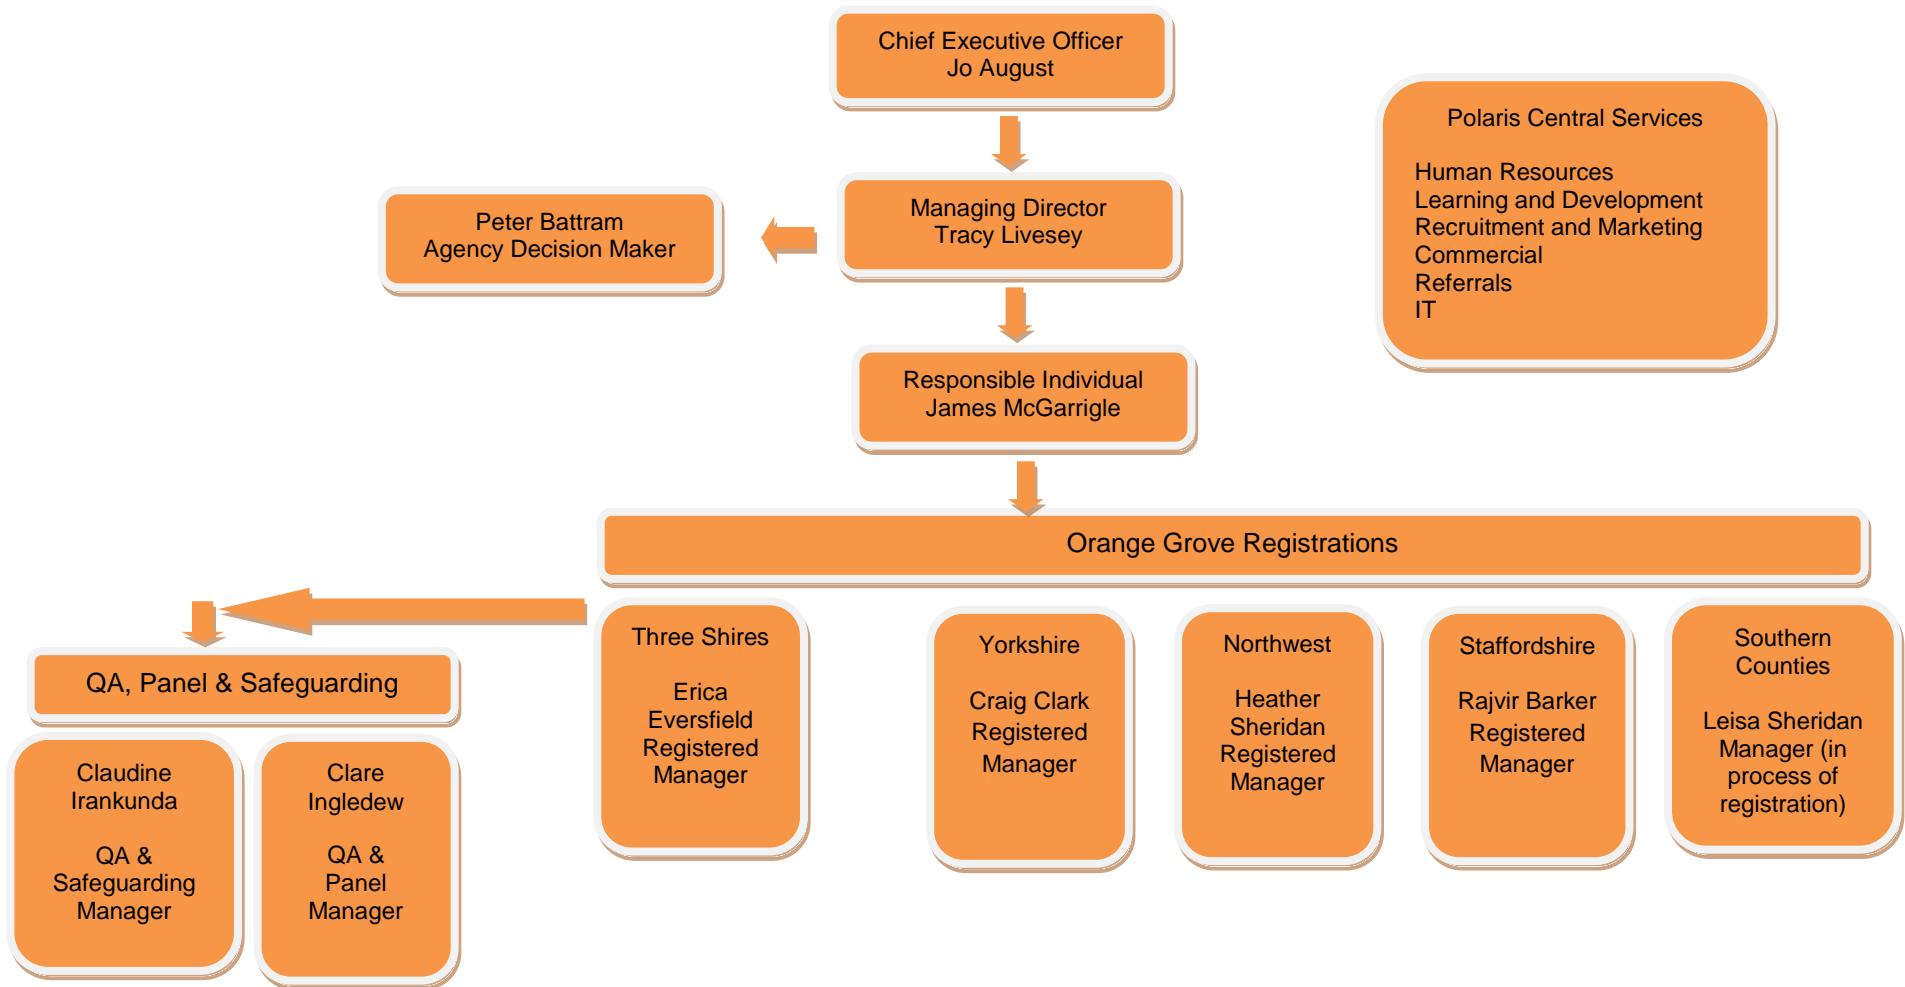 Chief Executive Officer
Jo August
Polaris Central Services
Human Resources
Learning and Development
Recruitment and Marketing
Commercial
Referrals
IT
Managing Director
Tracy Livesey
Peter Battram
Agency Decision Maker
Responsible Individual
James McGarrigle
Orange Grove Registrations
QA, Panel & Safeguarding
Claudine
Irankunda
QA &
Safeguarding
Manager
Clare
Ingledew
QA &
Panel
Manager
Three Shires
Erica
Eversfield
Registered
Manager
Yorkshire
Craig Clark
Registered
Manager
Northwest
Heather
Sheridan
Registered
Manager
Staffordshire
Rajvir Barker
Registered
Manager
Southern
Counties
Leisa Sheridan
Manager (in
process of
registration)